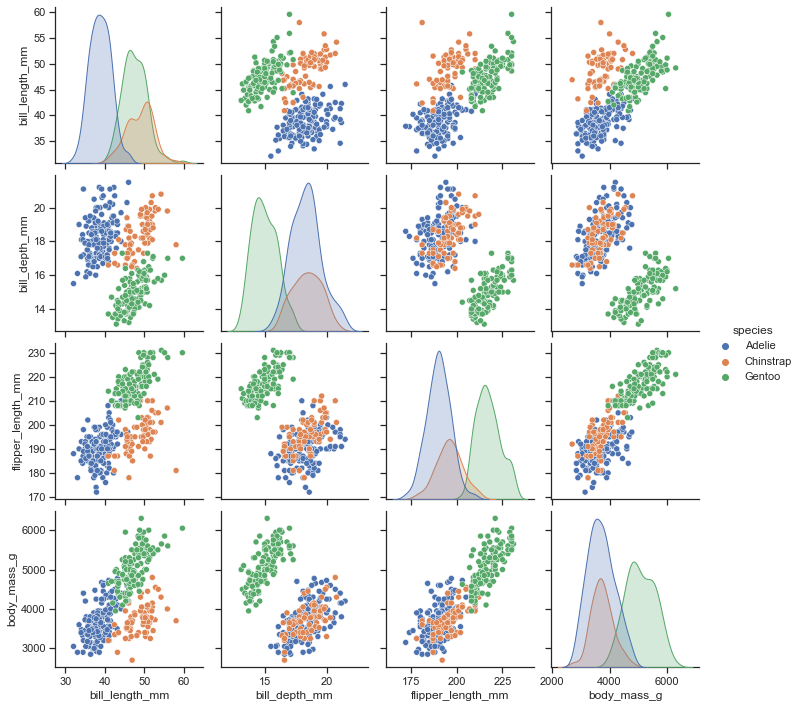 60
55
50
45
40
35
bill_length_mm
20
18
16
14
bill_depth_mm
230
220
210
200
190
180
170
flipper_length_mm
6000
5000
4000
3000
body_mass_g
30 40 50 60
bill_length_mm
15 20
bill_depth_mm
175 200 225
flipper_length_mm
2000 4000 6000
body_mass_g
species
Adelie
Chinstrap
Gentoo